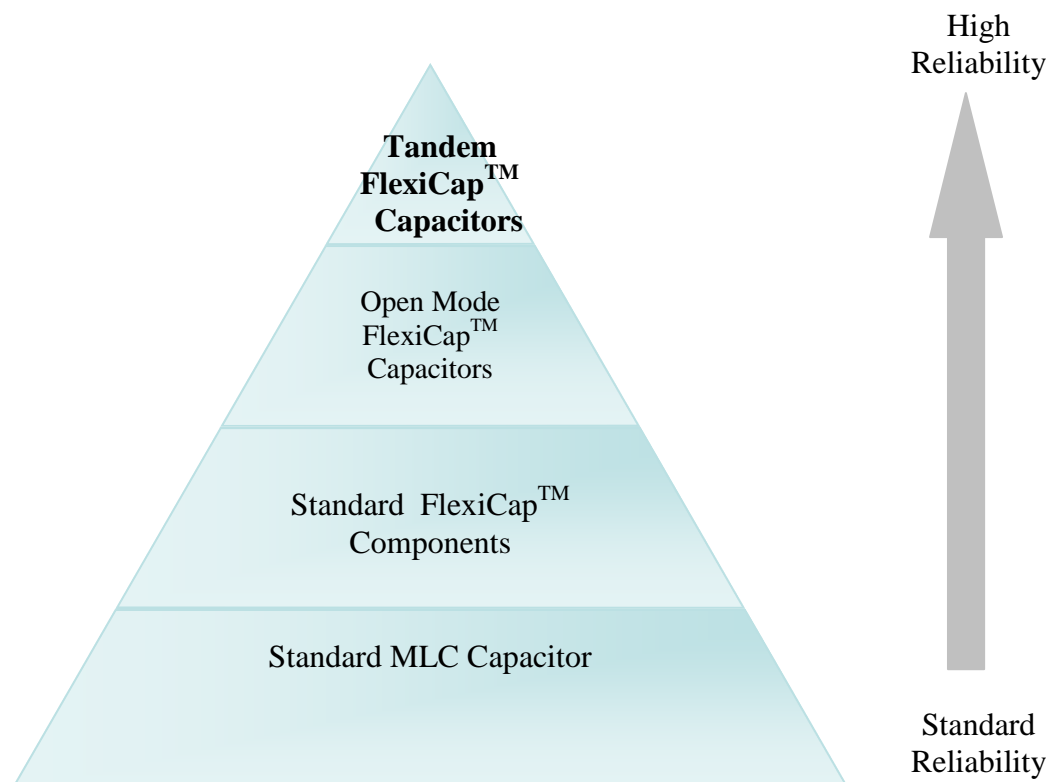 High
Reliability
Tandem
FlexiCap™
Capacitors
Open Mode
FlexiCap™
Capacitors
Standard FlexiCap™
Components
Standard MLC Capacitor
Standard
Reliability